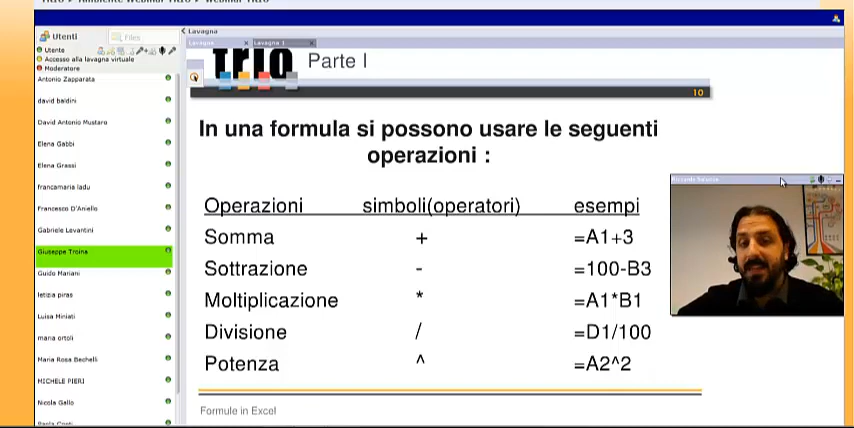 Utenti
Files
Utente
Accesso alla lavagna virtuale
Moderatore
Antonio Zapparata
david baldini
David Antonio Mustaro
Elena Gabbi
Elena Grassi
francamaria ladu
Francesco D'Aniello
Gabriele Levantini
Giuseppe Troina
Guido Mariani
letizia piras
Luisa Miniati
maria ortoli
Maria Rosa Bechelli
MICHELE PIERI
Nicola Gallo
Lavagna
Lavagna
Lavagna 1
Trio
Parte I
10
In una formula si possono usare le seguenti
operazioni :
Operazioni simboli(operatori) esempi
Somma + =A1+3
Sottrazione - =100-B3
Moltiplicazione * =A1*B1
Divisione / =D1/100
Potenza ^ =A2^2
Formule in Excel